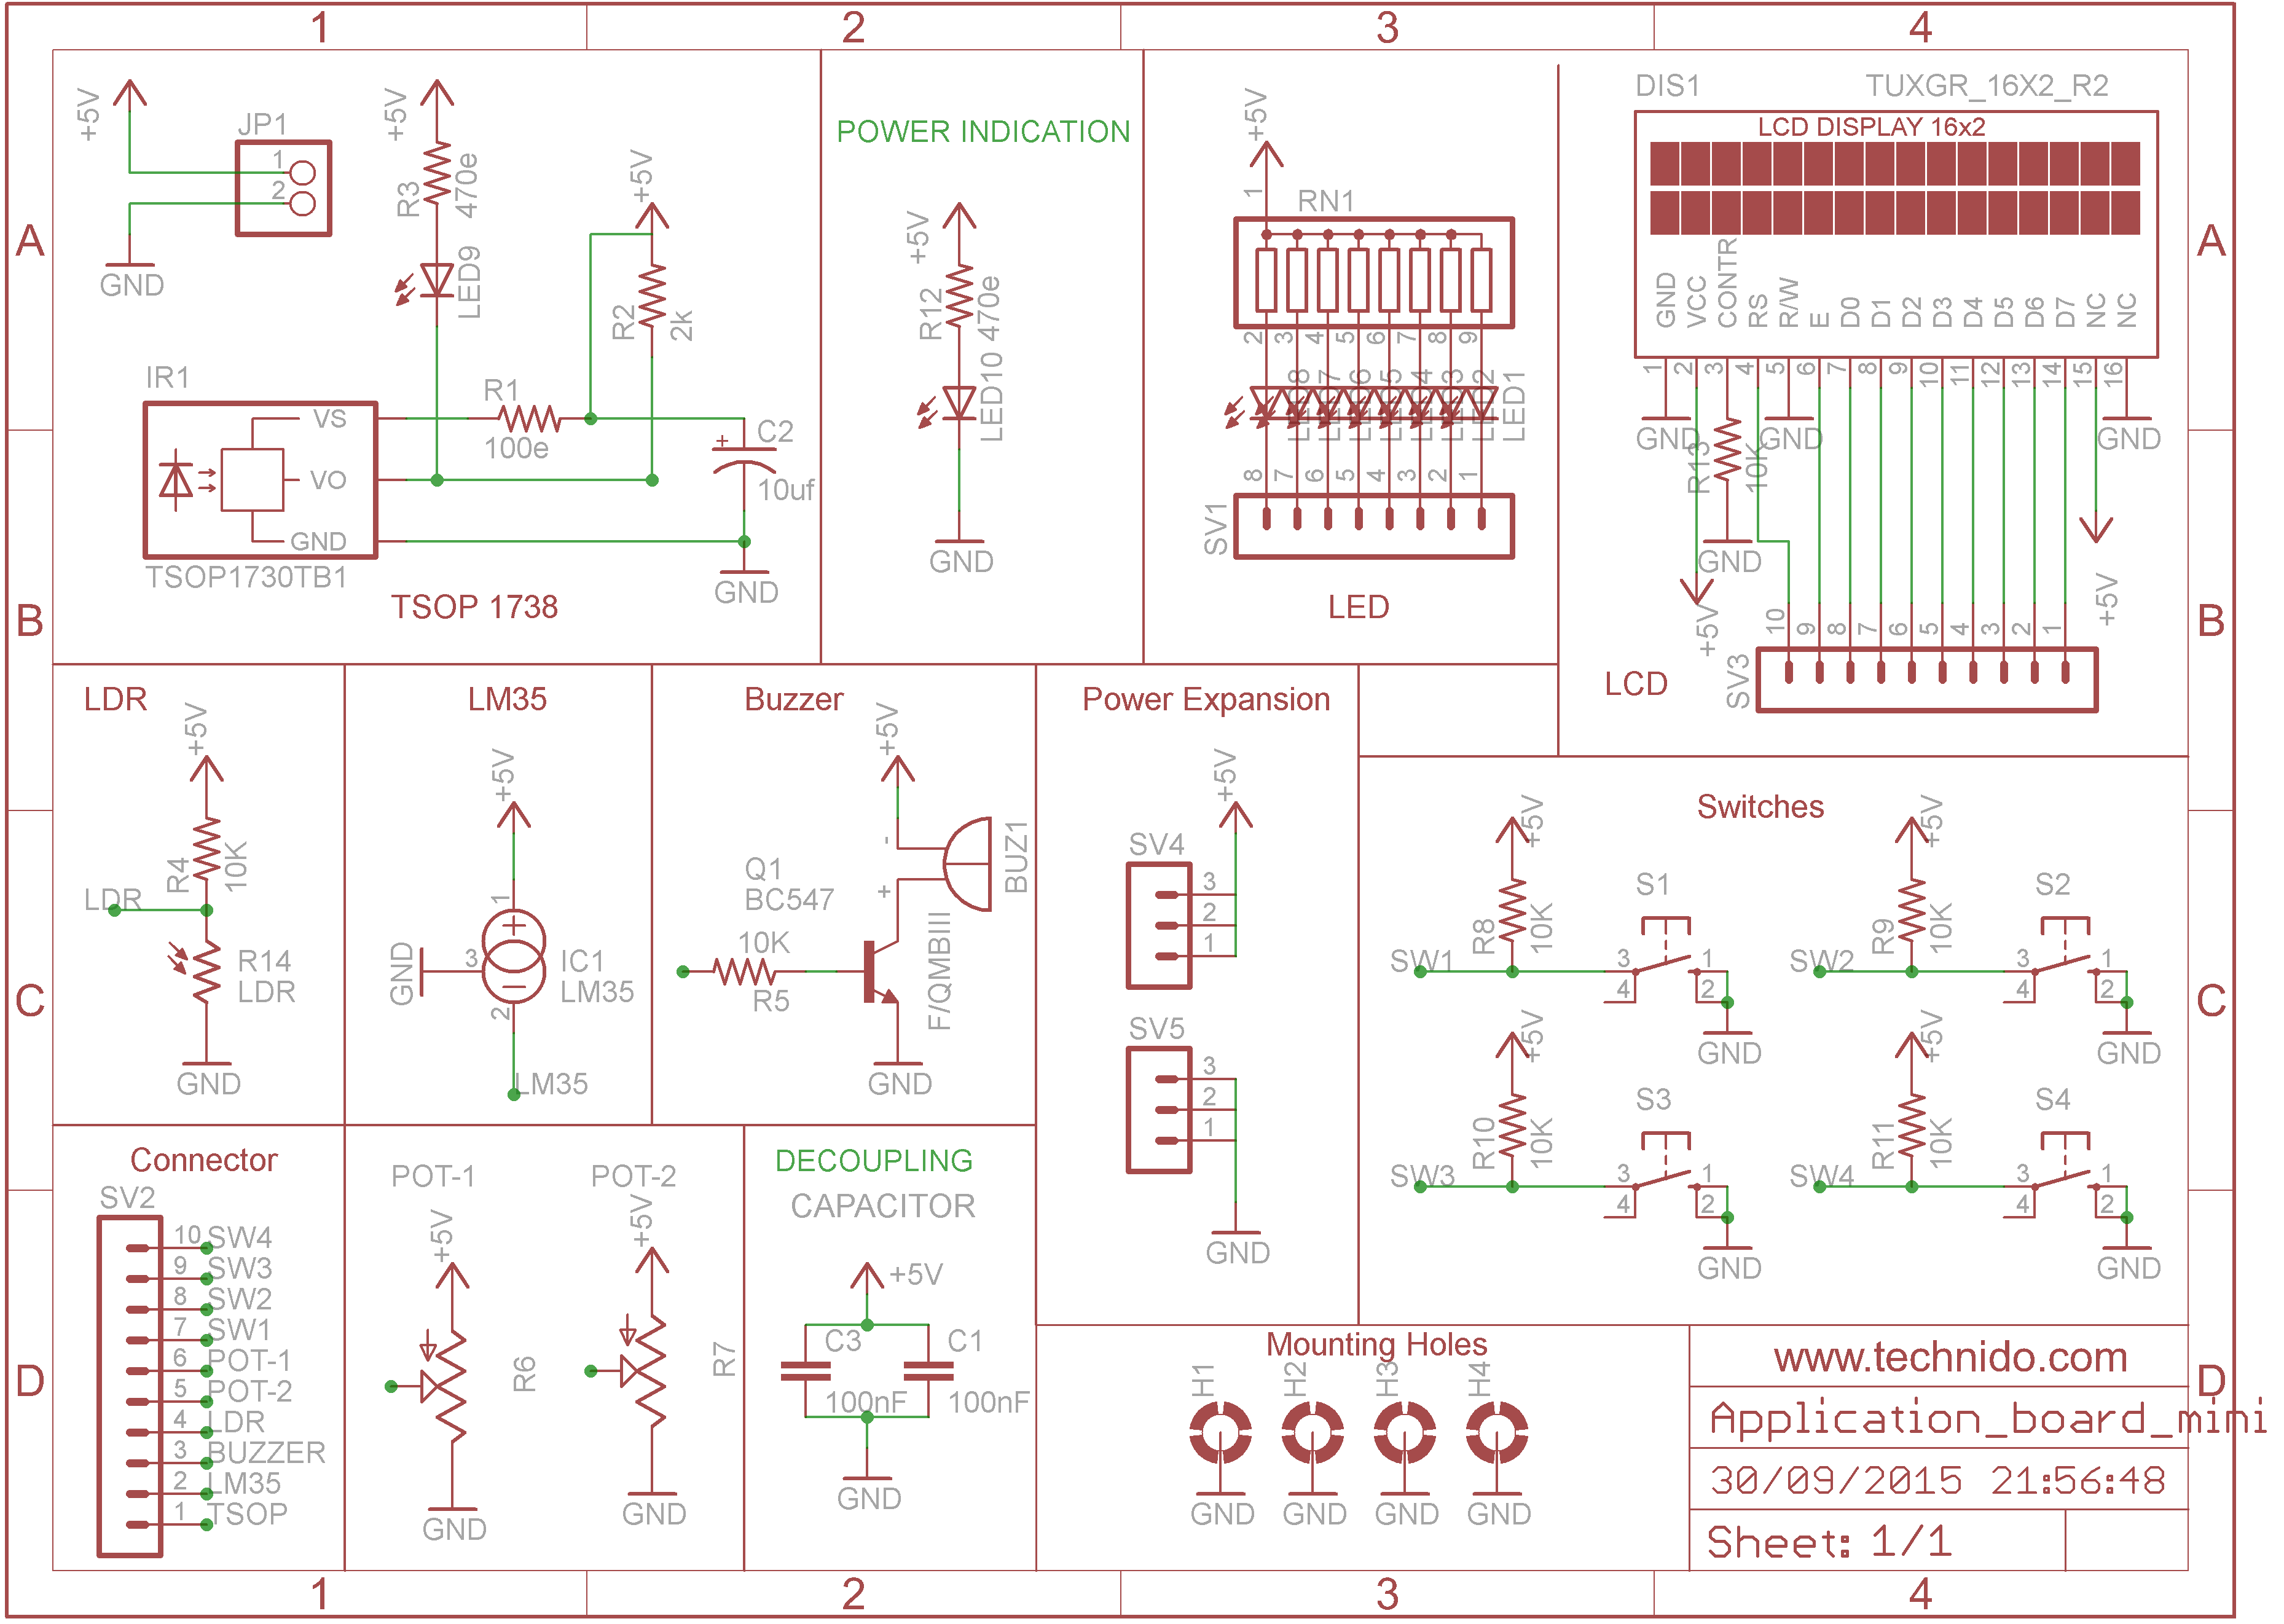 1
2
3
4
A
B
C
D
A
B
C
D
+5V
JP1
1
2
GND
+5V
R3
470e
LED9
+5V
R2
2k
IR1
VS
VO
GND
TSOP1730TB1
R1
100e
C2
10uf
GND
TSOP 1738
POWER INDICATION
+5V
R12
470e
LED10
GND
+5V
1
RN1
2
3
4
5
6
7
8
9
LED1
8
7
6
5
4
3
2
1
SV1
LED
DIS1
TUXGR_16X2_R2
LCD DISPLAY 16x2
GND
VCC
CONTR
RS
R/W
E
D0
D1
D2
D3
D4
D5
D6
D7
NC
NC
1
2
3
4
5
6
7
8
9
10
11
12
13
14
15
16
GND
R13
10K
GND
GND
GND
+5V
+5V
10
9
8
7
6
5
4
3
2
1
SV3
LCD
LDR
+5V
R4
10K
LDR
R14
LDR
GND
LM35
+5V
1
GND
3
2
IC1
LM35
LM35
Buzzer
+5V
-
+
BUZ1
F/QMBIII
Q1
BC547
10K
R5
GND
Power Expansion
+5V
SV4
3
2
1
SV5
3
2
1
GND
Switches
+5V
R8
10K
SW1
S1
3
4
1
2
GND
+5V
R9
10K
SW2
S2
3
4
1
2
GND
+5V
R10
10K
SW3
S3
3
4
1
2
GND
+5V
R11
10K
SW4
S4
3
4
1
2
GND
Connector
SV2
10 SW4
9 SW3
8 SW2
7 SW1
6 POT-1
5 POT-2
4 LDR
3 BUZZER
2 LM35
1 TSOP
POT-1
+5V
R6
GND
POT-2
+5V
R7
GND
DECOUPLING
CAPACITOR
+5V
C3
100nF
C1
100nF
GND
Mounting Holes
H1
H2
H3
H4
GND
GND
GND
GND
www.technido.com
Application_board_mini
30/09/2015 21:56:48
Sheet: 1/1
1
2
3
4